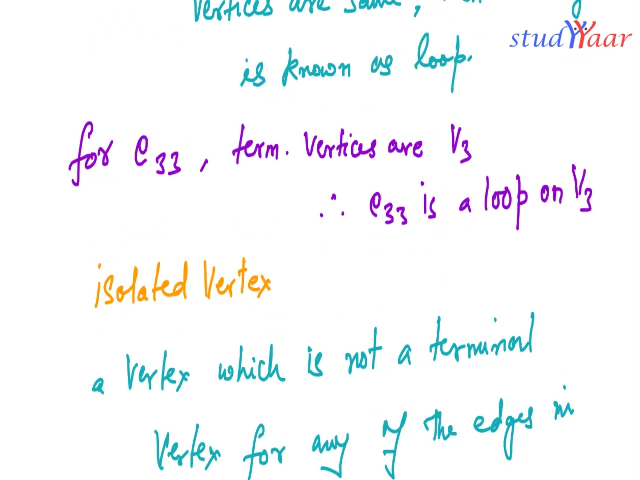 vertices are same,
studYYaar
is known as loop.
for e33, term. vertices are V3
∴ e33 is a loop on V3
isolated Vertex
a vertex which is not a terminal
vertex for any of the edges in